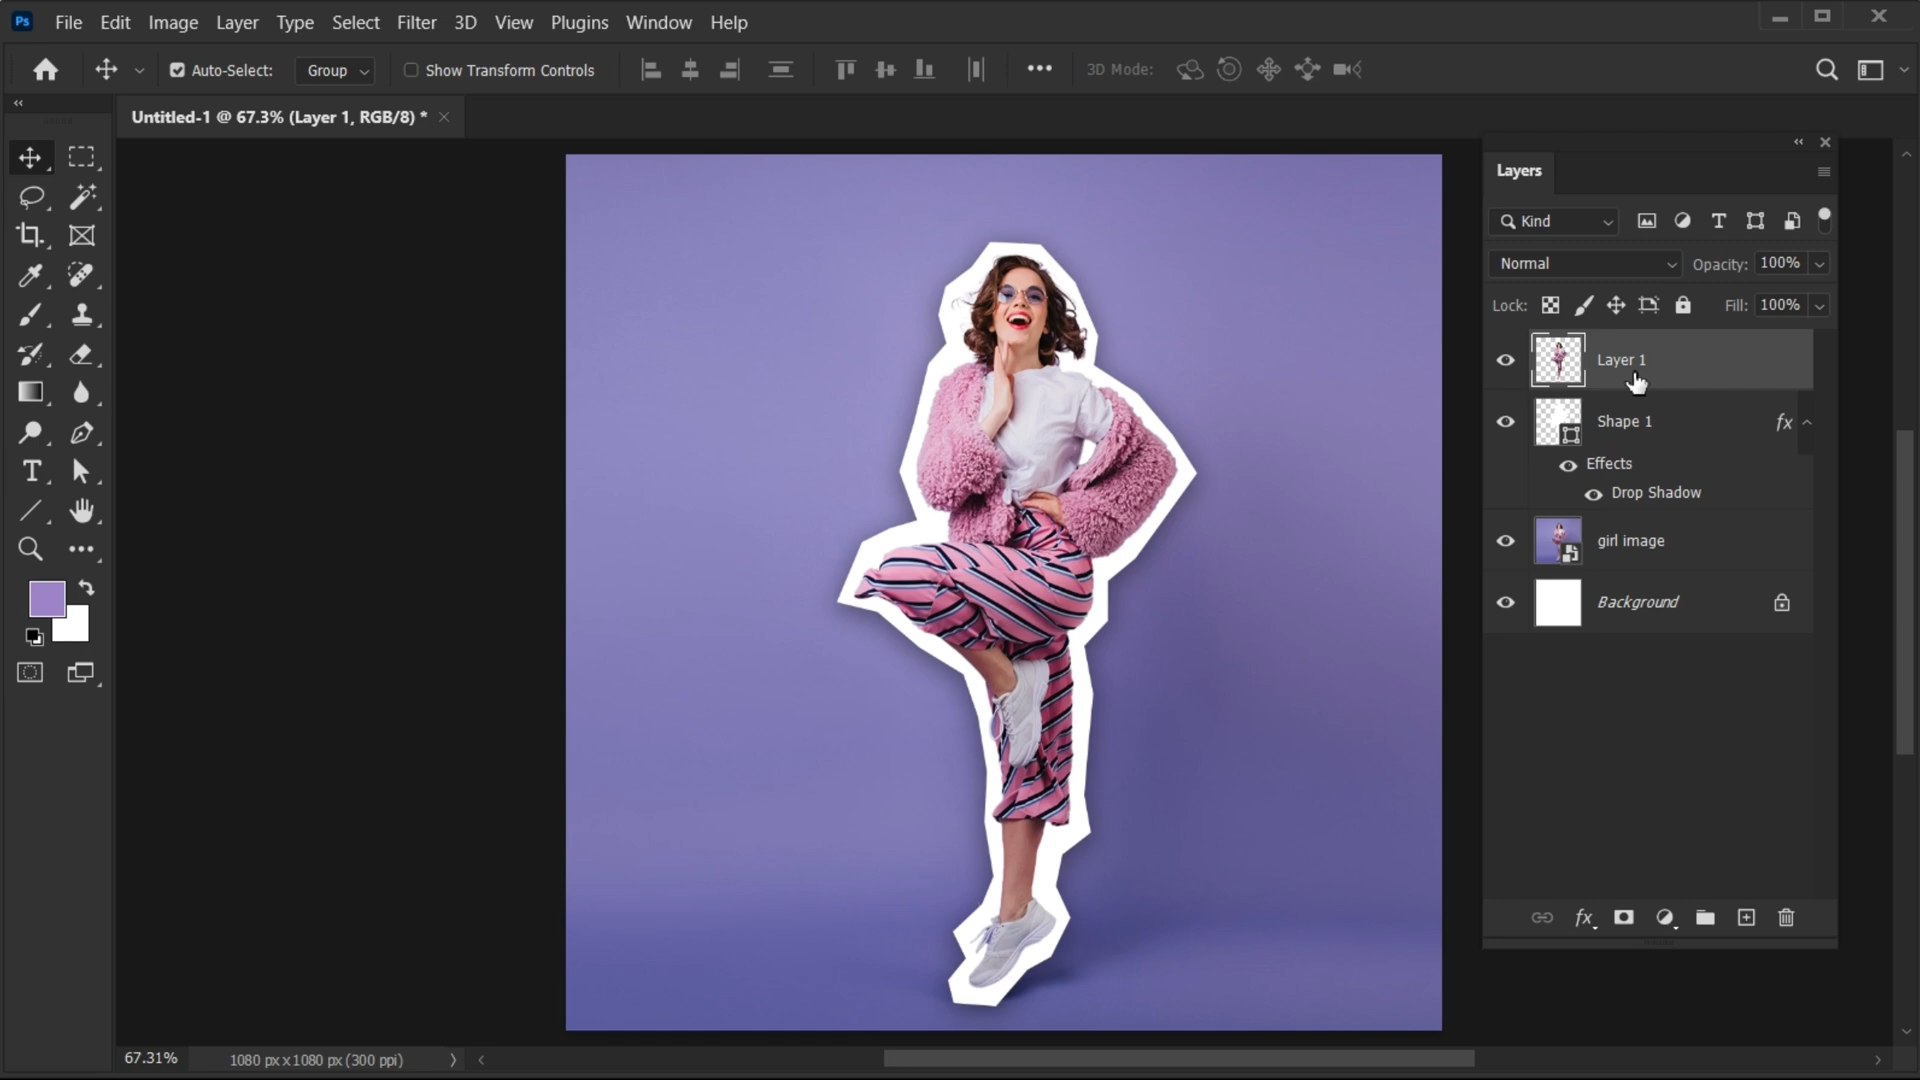 Ps File Edit Image Layer Type Select Filter 3D View Plugins Window Help
Auto-Select: Group Show Transform Controls 3D Mode:
Untitled-1 @ 67.3% (Layer 1, RGB/8) *
Layers
Kind
Normal Opacity: 100%
Lock: Fill: 100%
Layer 1
Shape 1 fx
Effects
Drop Shadow
girl image
Background
fx
67.31% 1080 px x 1080 px (300 ppi)